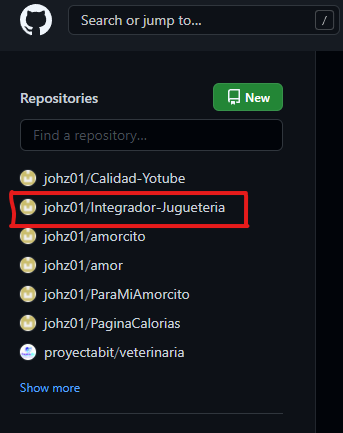 Search or jump to... /
Repositories New
Find a repository...
johz01/Calidad-Yotube
johz01/Integrador-Jugueteria
johz01/amorcito
johz01/amor
johz01/ParaMiAmorcito
johz01/PaginaCalorias
proyectabit/veterinaria
Show more